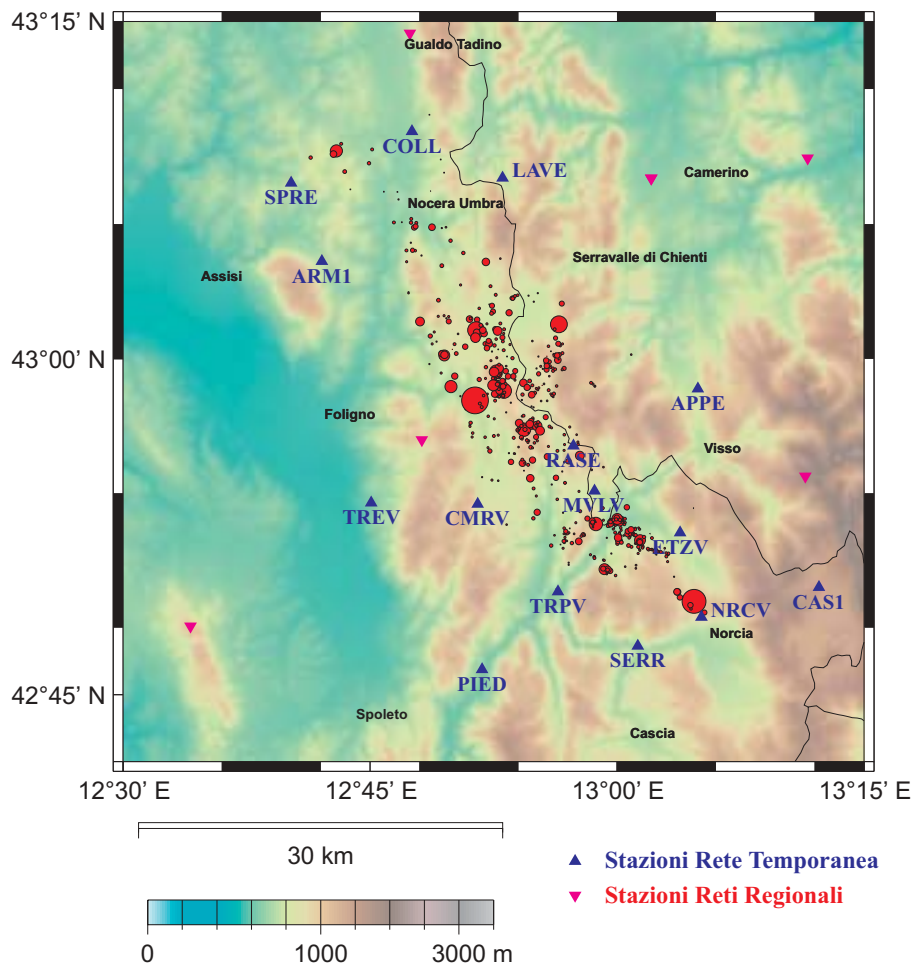 43°15' N
Gualdo Tadino
COLL
LAVE
Camerino
SPRE
Nocera Umbra
Serravalle di Chienti
Assisi
ARM1
43°00' N
APPE
Foligno
Visso
RASE
TREV
CMRV
MVLV
ETZV
TRPV
NRCV
CAS1
Norcia
SERR
PIED
42°45' N
Spoleto
Cascia
12°30' E
12°45' E
13°00' E
13°15' E
30 km
Stazioni Rete Temporanea
Stazioni Reti Regionali
0
1000
3000 m